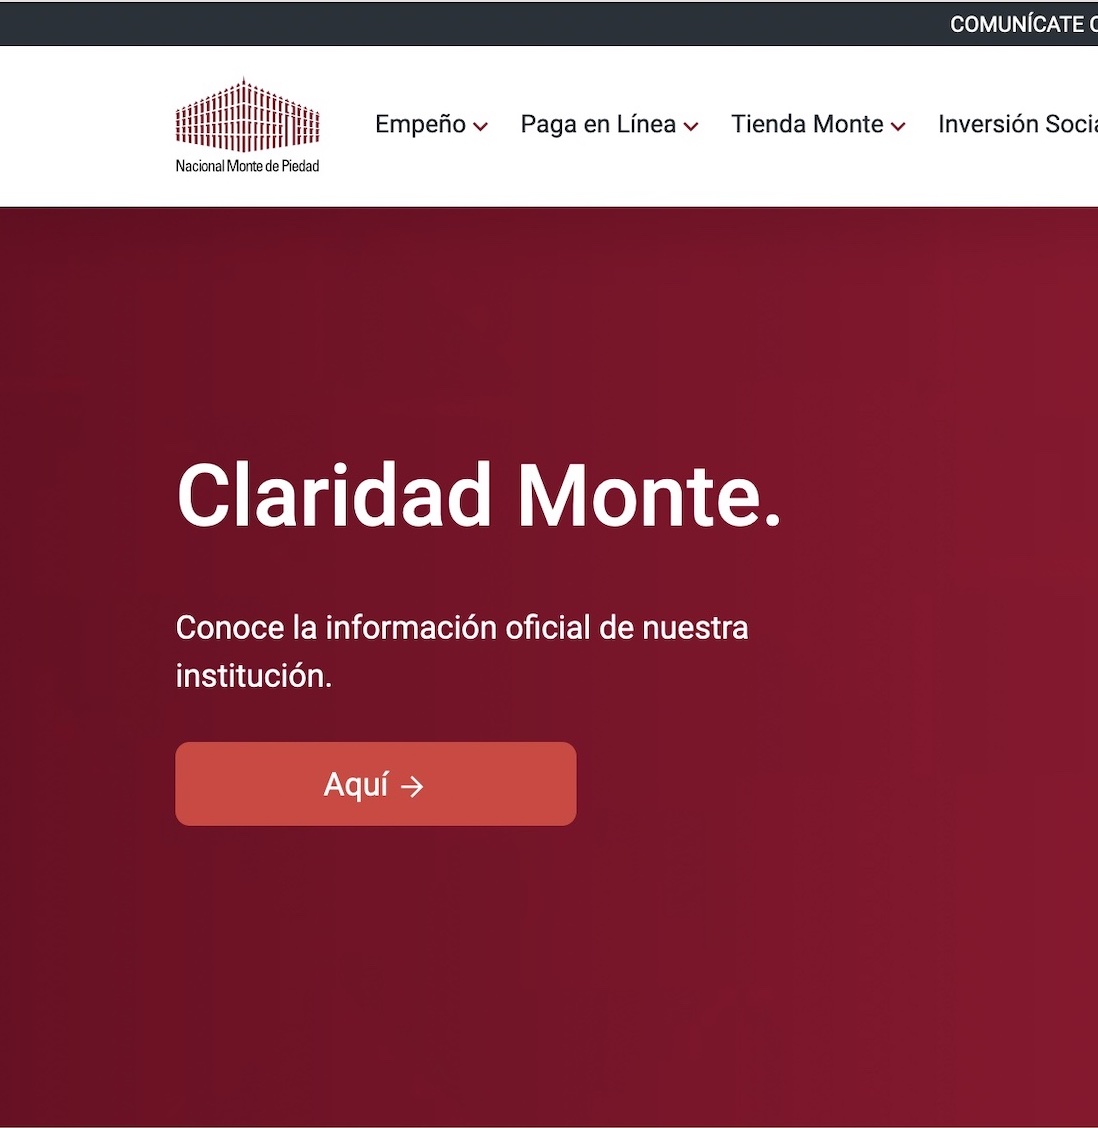 COMUNÍCATE
Nacional Monte de Piedad
Empeño
Paga en Línea
Tienda Monte
Inversión
Claridad Monte.
Conoce la información oficial de nuestra
institución.
Aquí →